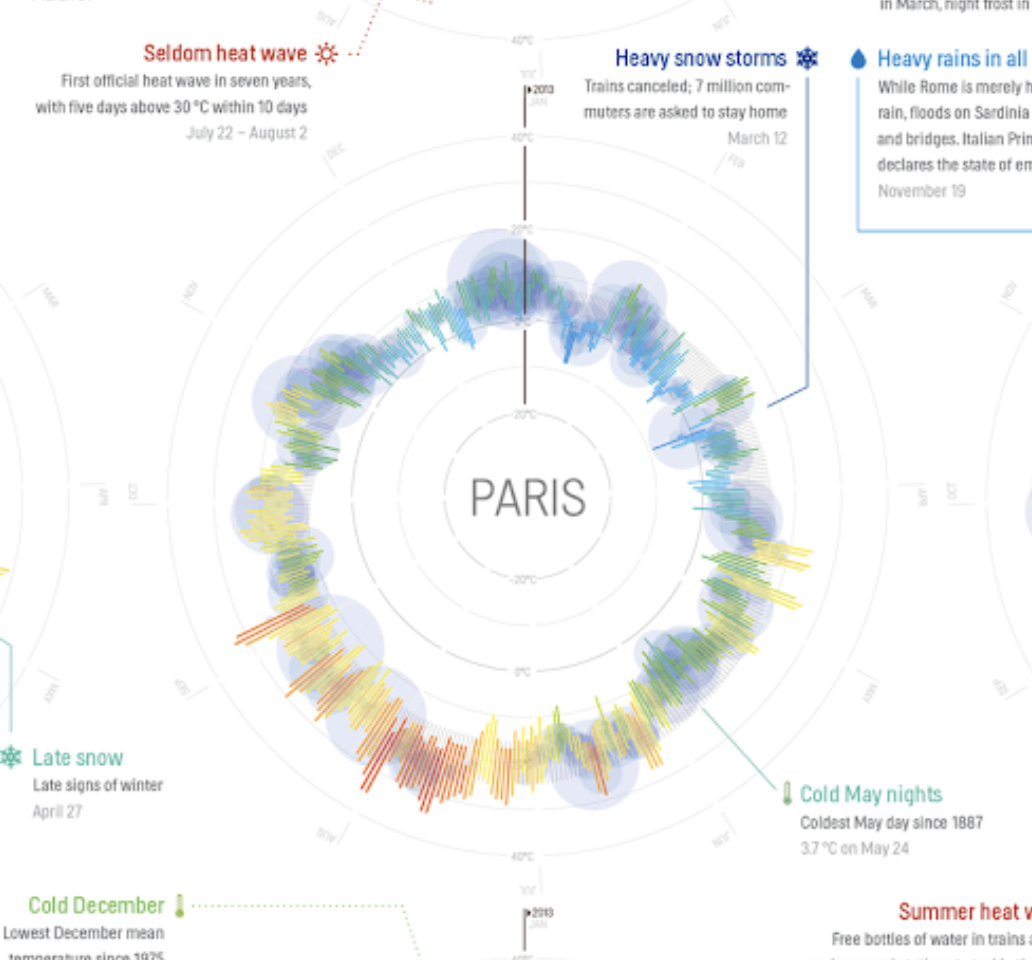 in March, night frost in
Seldom heat wave
First official heat wave in seven years,
with five days above 30 °C within 10 days
July 22 – August 2
Heavy snow storms
Trains canceled; 7 million com-
muters are asked to stay home
March 12
Heavy rains in all
While Rome is merely h
rain, floods on Sardinia
and bridges. Italian Prin
declares the state of em
November 19
40°C
2013
JAN
40°C
DEC
FEB
20°C
NOV
MAR
MAR
NOV
20°C
PARIS
OCT
APR
OCT
APR
-20°C
0°C
SEP
MAY
MAY
SEP
Late snow
Late signs of winter
April 27
Cold May nights
Coldest May day since 1887
3.7 °C on May 24
JUN
40°C
JUL
2013
JAN
Cold December
Lowest December mean
temperature since 1975
Summer heat w
Free bottles of water in trains a
40°C